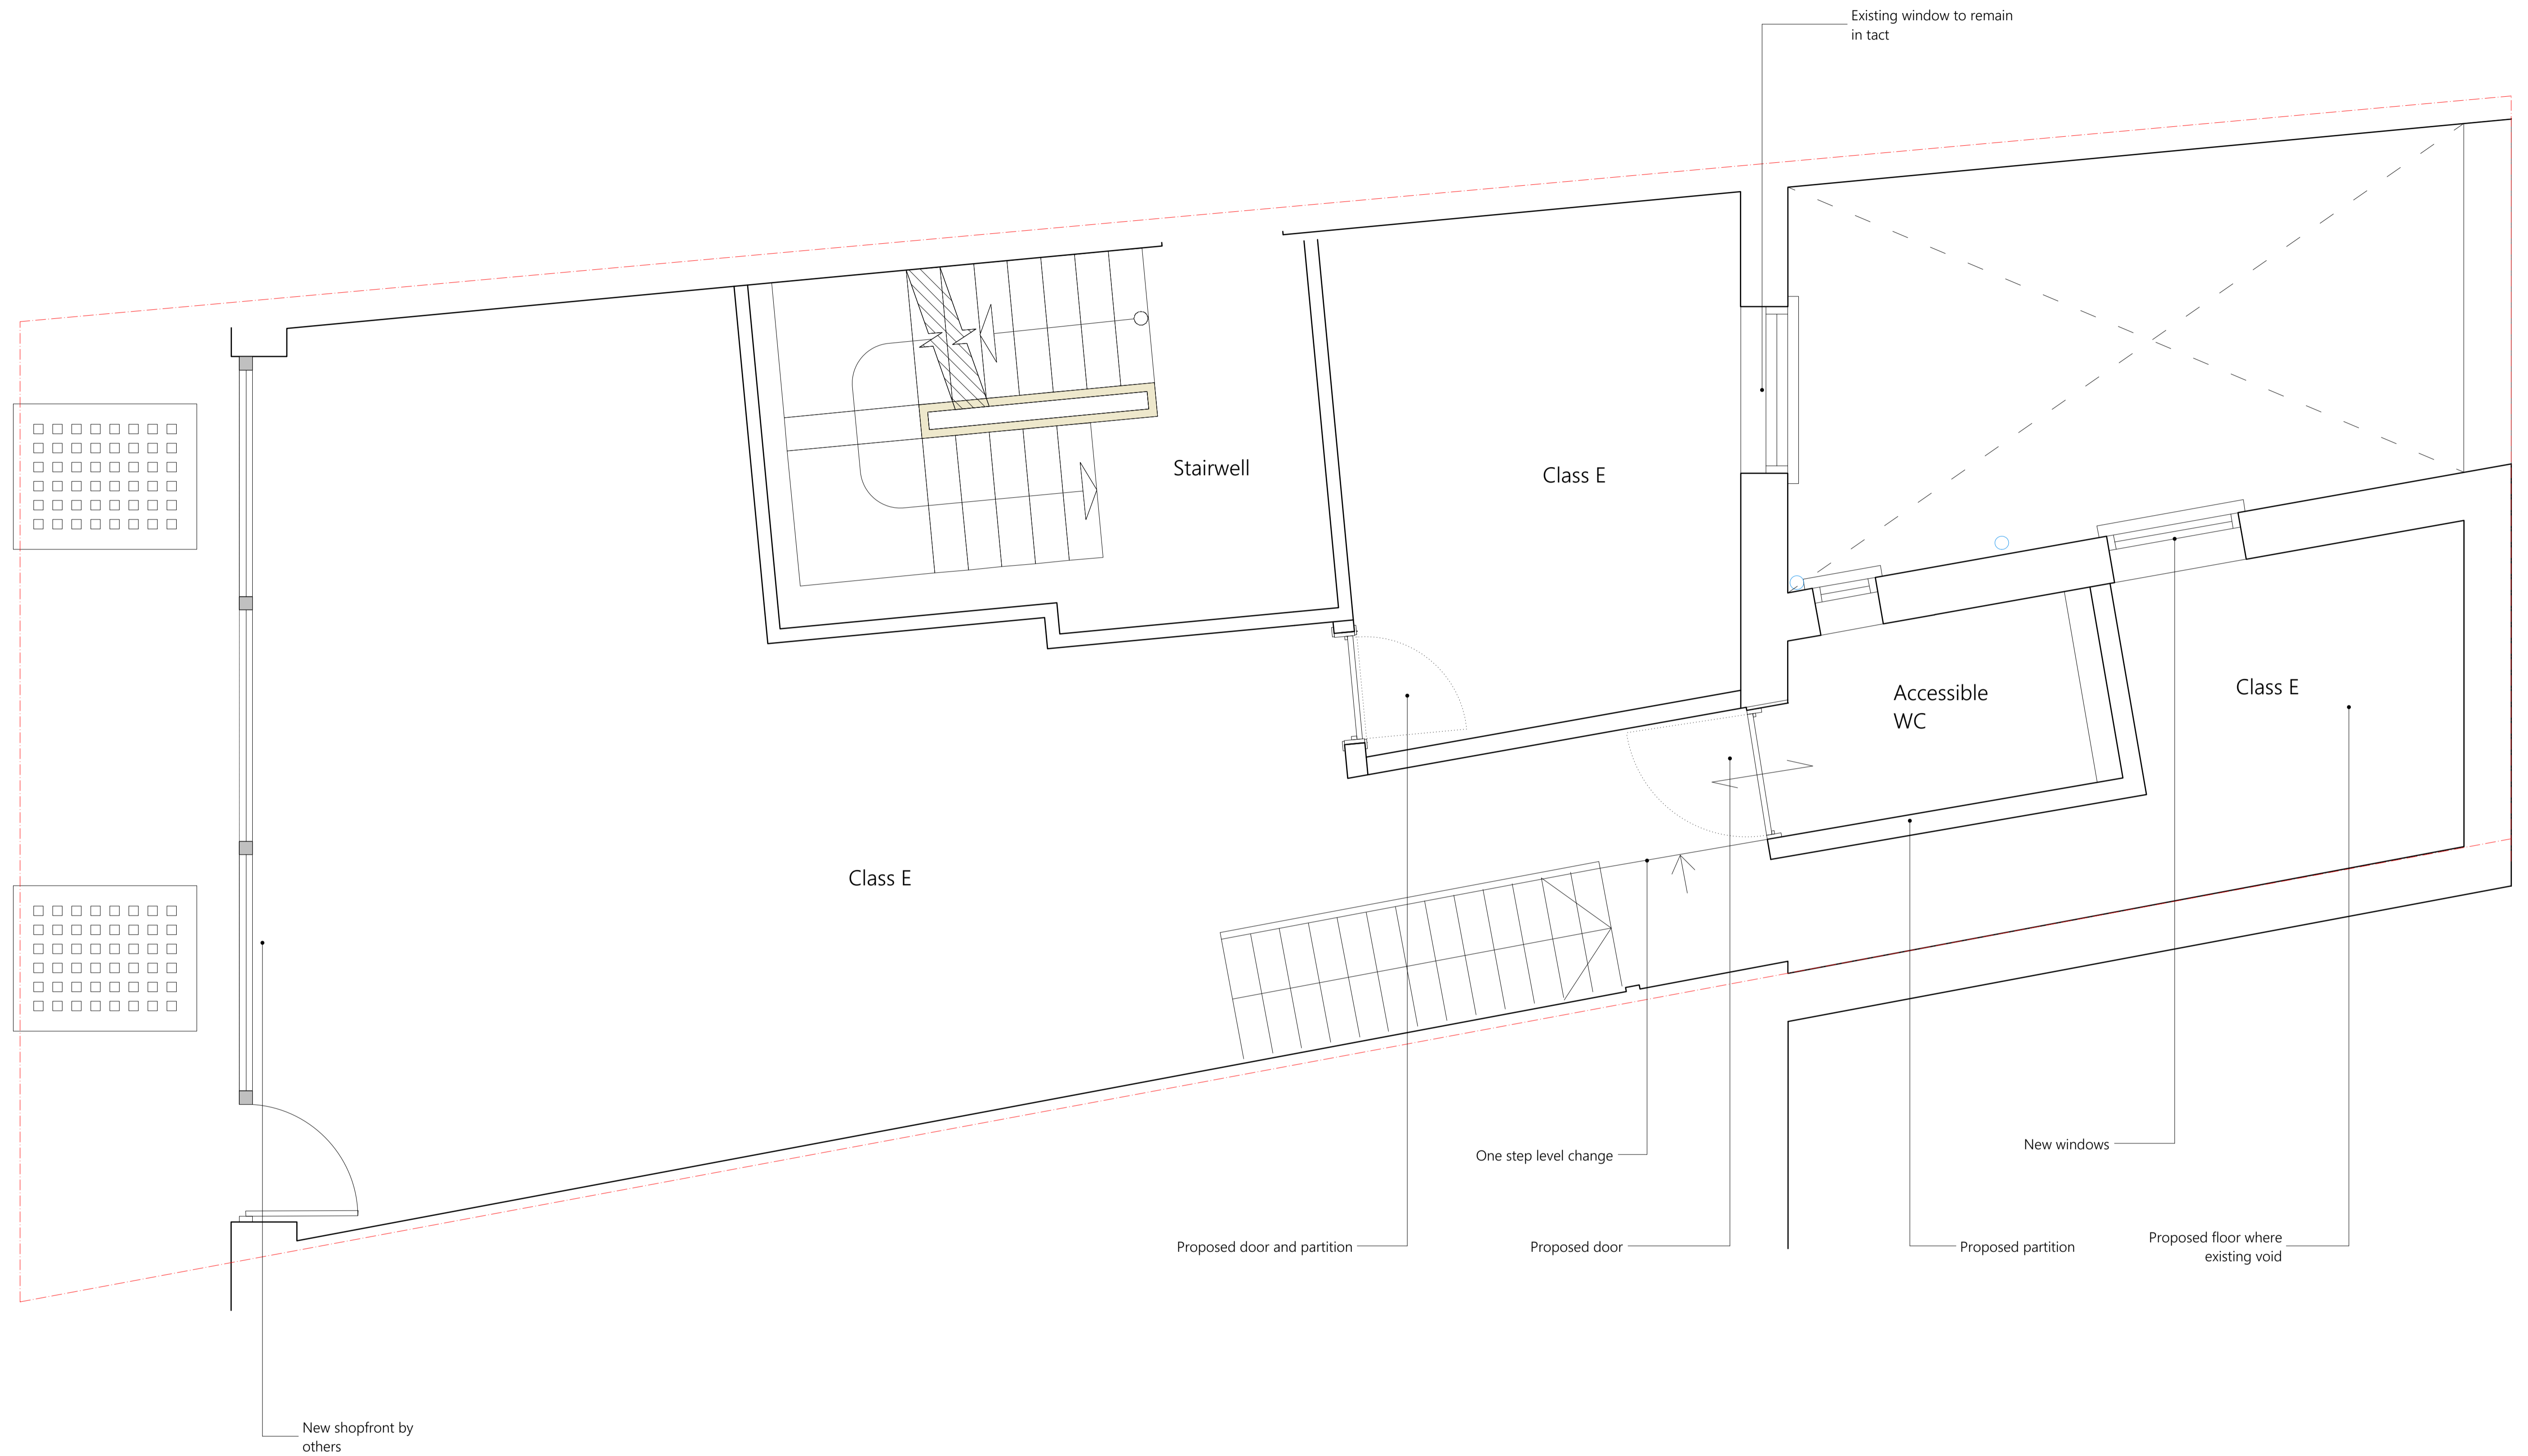 Existing window to remain
in tact
Stairwell
Class E
Accessible
WC
Class E
Class E
One step level change
New windows
Proposed door and partition
Proposed door
Proposed partition
Proposed floor where
existing void
New shopfront by
others